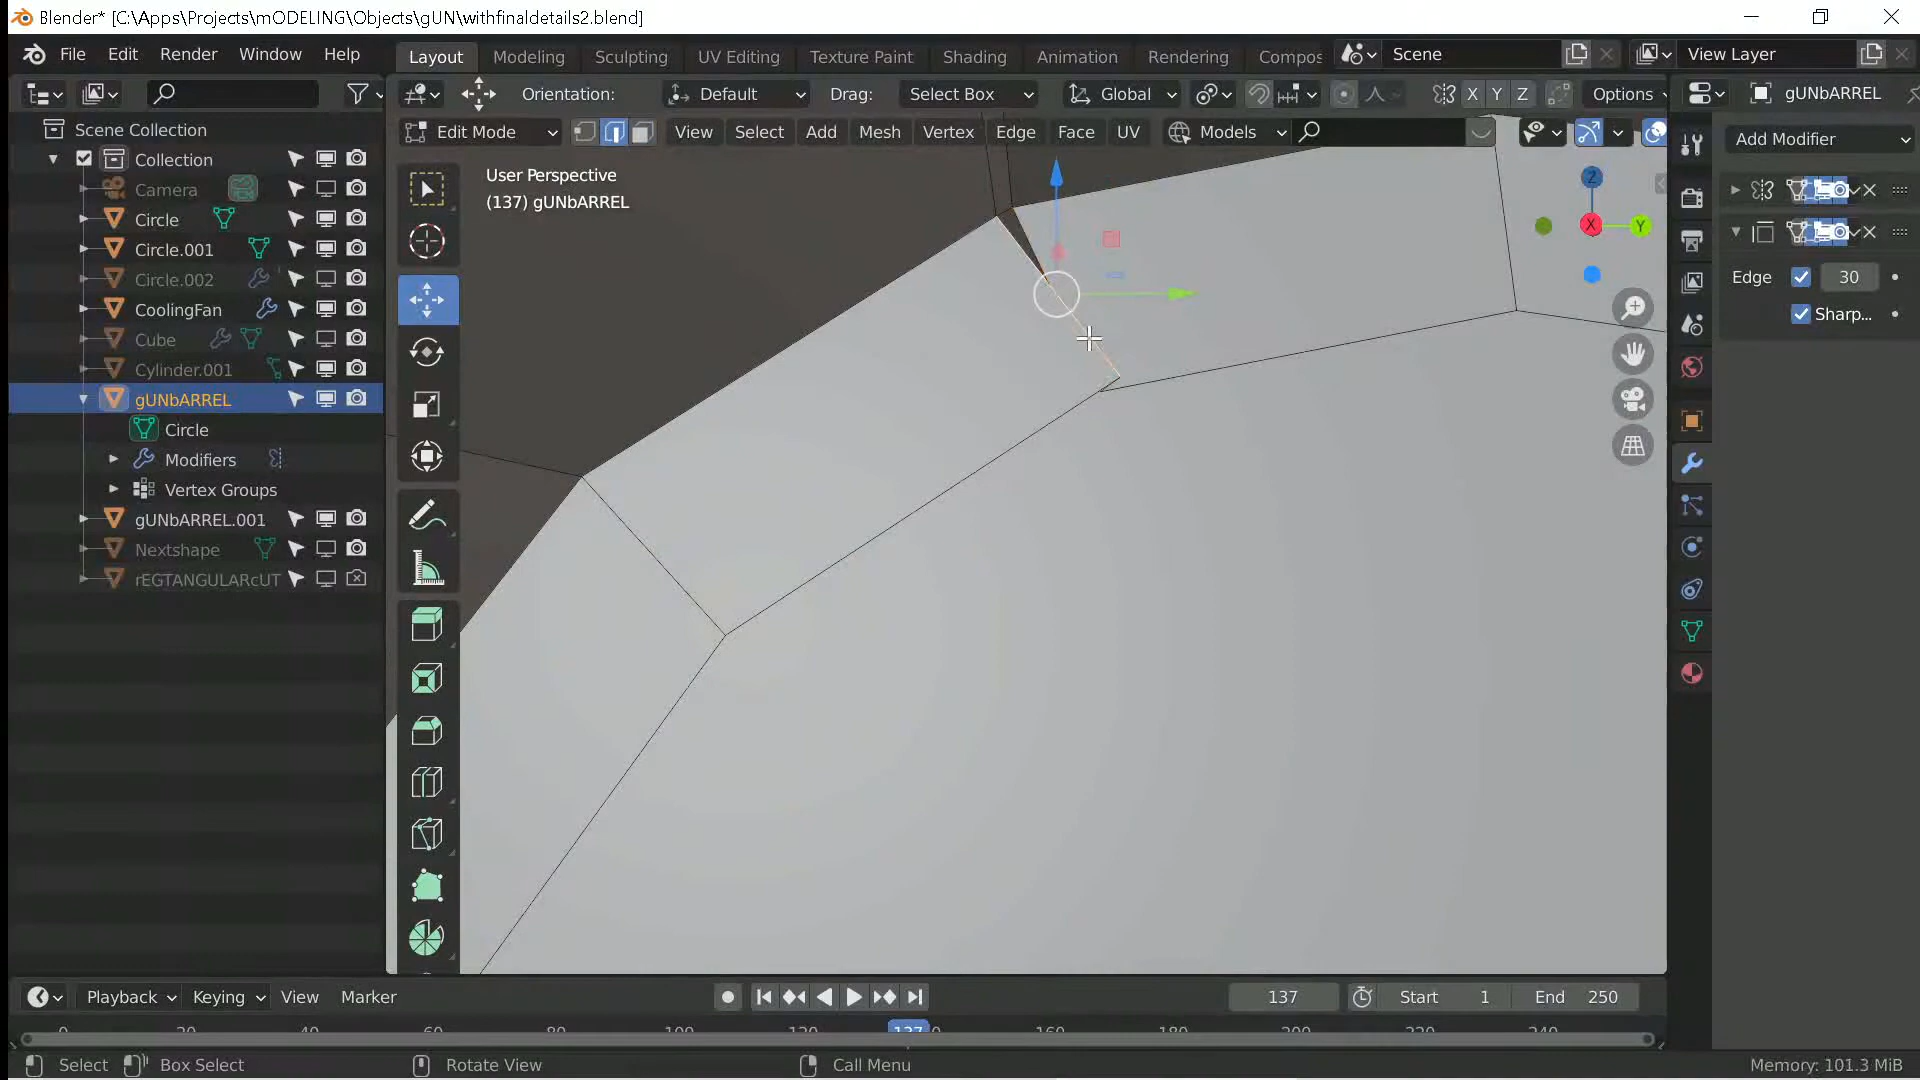 Blender* [C:\Apps\Projects\mODELING\Objects\gUN\withfinaldetails2.blend]
File Edit Render Window Help
Layout Modeling Sculpting UV Editing Texture Paint Shading Animation Rendering Compos
Scene
View Layer
Orientation: Default Drag: Select Box Global X Y Z Options
gUNbARREL
Edit Mode View Select Add Mesh Vertex Edge Face UV Models
Add Modifier
Scene Collection
Collection
Camera
Circle
Circle.001
Circle.002
CoolingFan
Cube
Cylinder.001
gUNbARREL
Circle
Modifiers
Vertex Groups
gUNbARREL.001
Nextshape
rEGTANGULARcUT
User Perspective
(137) gUNbARREL
Z
X
Y
Edge 30
Sharp...
Playback Keying View Marker
137
Start 1
End 250
0 20 40 60 80 100 120 137 160 180 200 220 240
Select Box Select Rotate View Call Menu
Memory: 101.3 MiB